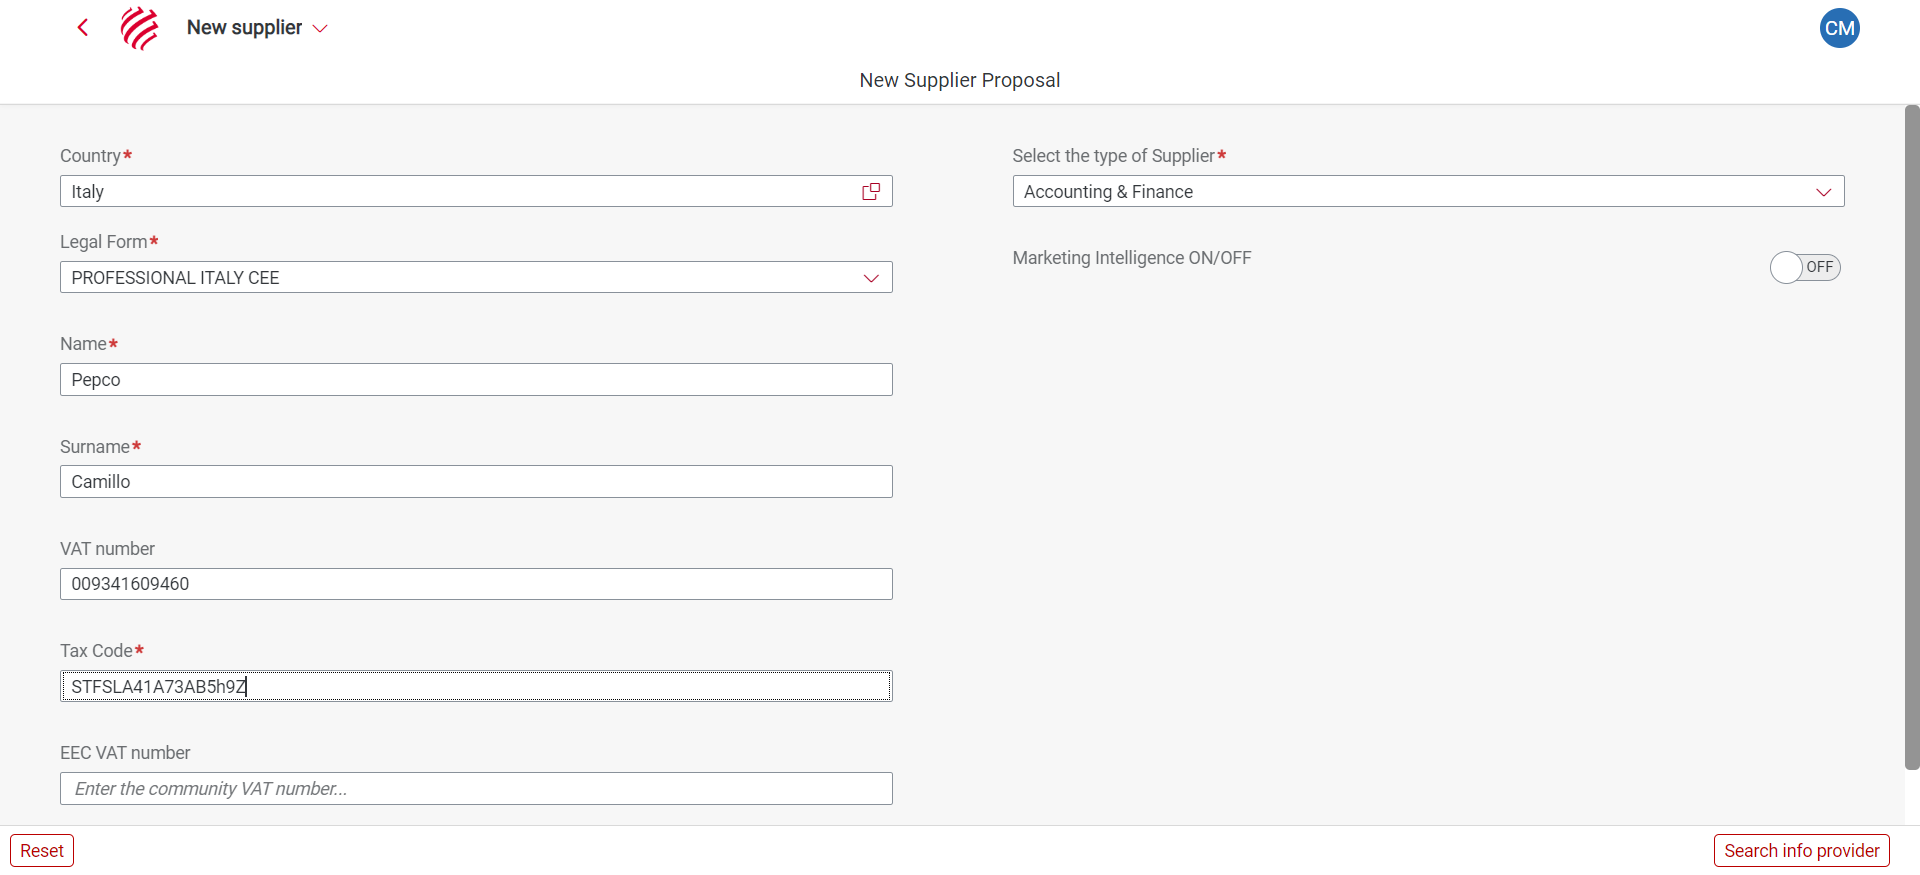 New supplier
CM
New Supplier Proposal
Country*
Italy
Legal Form*
PROFESSIONAL ITALY CEE
Name*
Pepco
Surname*
Camillo
VAT number
009341609460
Tax Code*
STFSLA41A73AB5h9Z
EEC VAT number
Enter the community VAT number...
Select the type of Supplier*
Accounting & Finance
Marketing Intelligence ON/OFF
OFF
Reset
Search info provider